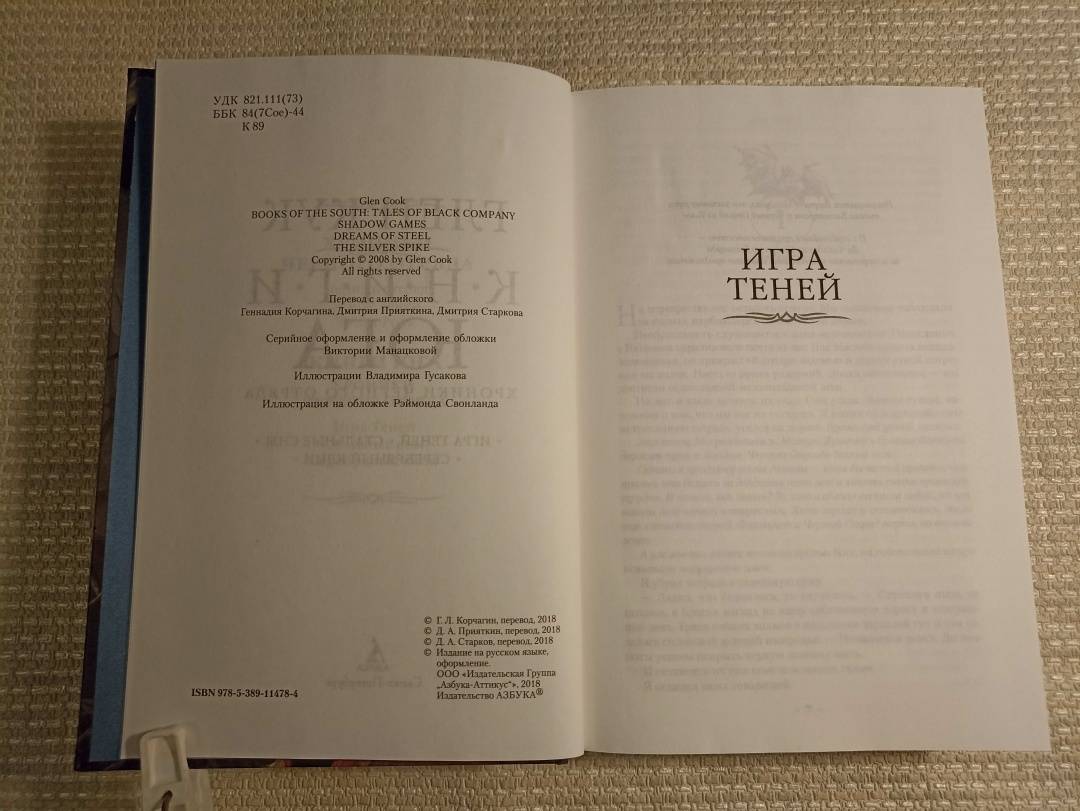 УДК 821.111(73)
ББК 84(7Сое)-44
К 89
Glen Cook
BOOKS OF THE SOUTH: TALES OF BLACK COMPANY
SHADOW GAMES
DREAMS OF STEEL
THE SILVER SPIKE
Copyright © 2008 by Glen Cook
All rights reserved
Перевод с английского
Геннадия Корчагина, Дмитрия Прияткина, Дмитрия Старкова
Серийное оформление и оформление обложки
Виктории Манацковой
Иллюстрации Владимира Гусакова
Иллюстрация на обложке Рэймонда Свонланда
© Г. Л. Корчагин, перевод, 2018
© Д. А. Прияткин, перевод, 2018
© Д. А. Старков, перевод, 2018
© Издание на русском языке,
оформление.
ООО «Издательская Группа
„Азбука-Аттикус“», 2018
Издательство АЗБУКА®
ISBN 978-5-389-11478-4
ИГРА
ТЕНЕЙ